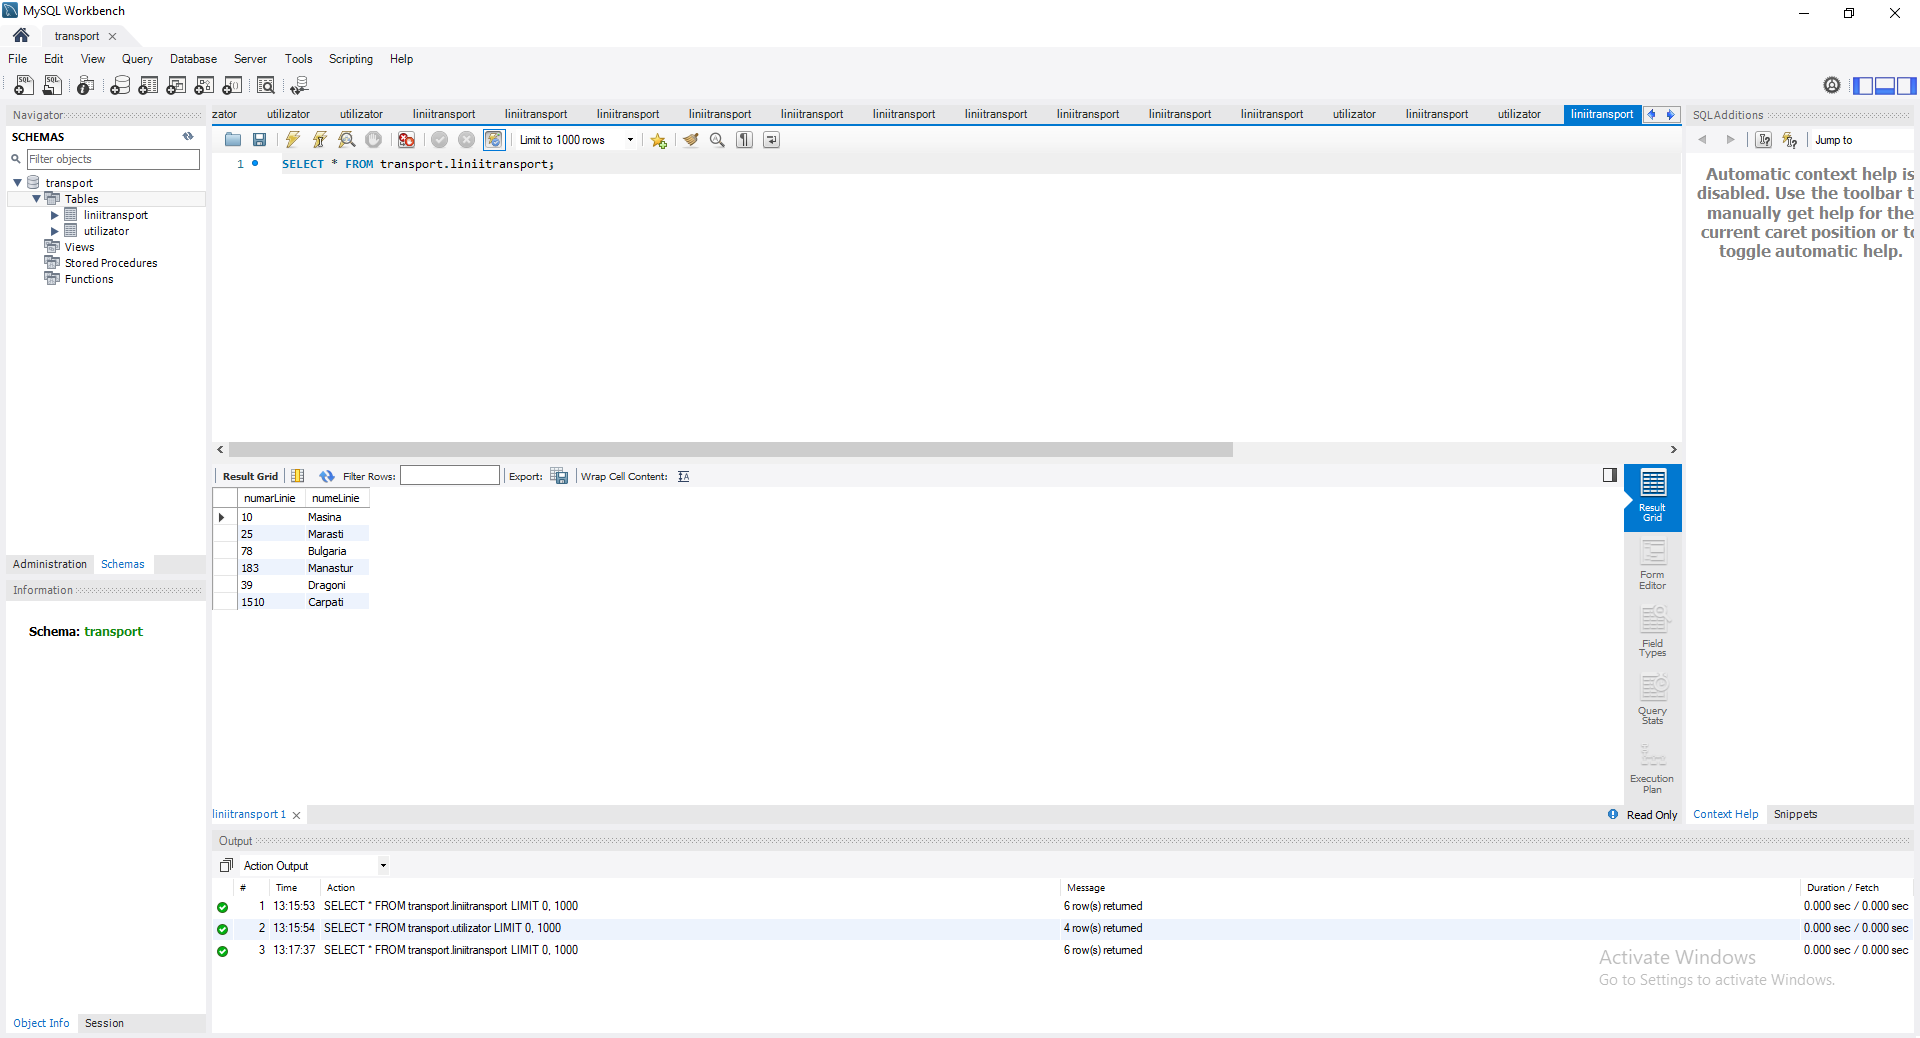 MySQL Workbench
transport
File Edit View Query Database Server Tools Scripting Help
Navigator
SCHEMAS
Filter objects
transport
Tables
liniitransport
utilizator
Views
Stored Procedures
Functions
Administration Schemas
Information
Schema: transport
Object Info Session
zator utilizator utilizator liniitransport liniitransport liniitransport liniitransport liniitransport liniitransport liniitransport liniitransport liniitransport liniitransport utilizator liniitransport utilizator liniitransport
Limit to 1000 rows
1 SELECT * FROM transport.liniitransport;
Result Grid Filter Rows: Export: Wrap Cell Content:
numarLinie numeLinie
10 Masina
25 Marasti
78 Bulgaria
183 Manastur
39 Dragoni
1510 Carpati
Result
Grid
Form
Editor
Field
Types
Query
Stats
Execution
Plan
liniitransport 1
Read Only
SQLAdditions
Jump to
Automatic context help is
disabled. Use the toolbar t
manually get help for the
current caret position or to
toggle automatic help.
Context Help Snippets
Output
Action Output
# Time Action Message Duration / Fetch
1 13:15:53 SELECT * FROM transport.liniitransport LIMIT 0, 1000 6 row(s) returned 0.000 sec / 0.000 sec
2 13:15:54 SELECT * FROM transport.utilizator LIMIT 0, 1000 4 row(s) returned 0.000 sec / 0.000 sec
3 13:17:37 SELECT * FROM transport.liniitransport LIMIT 0, 1000 6 row(s) returned 0.000 sec / 0.000 sec
Activate Windows
Go to Settings to activate Windows.